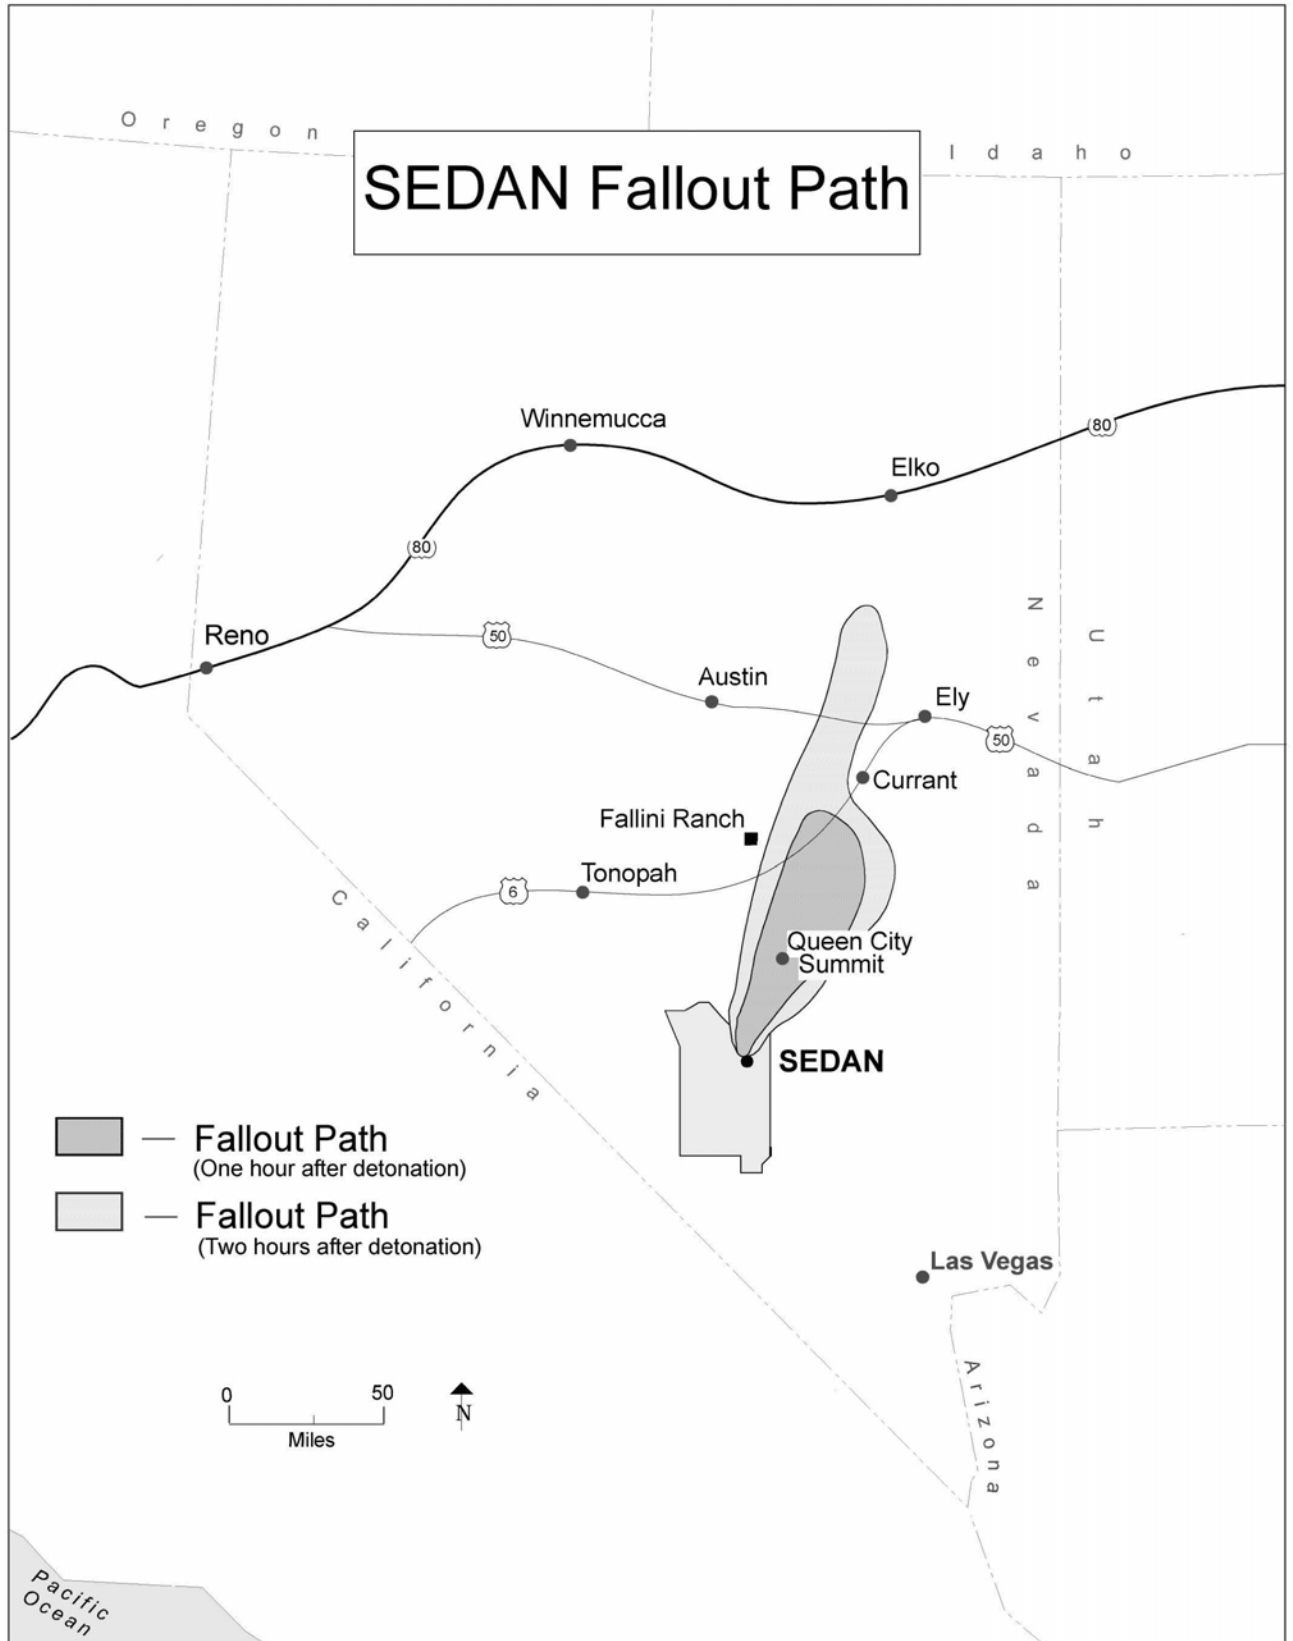 Oregon
Idaho
SEDAN Fallout Path
Winnemucca
80
Elko
80
Nevada
Utah
Reno
50
Austin
Ely
50
Currant
Fallini Ranch
Tonopah
6
California
Queen City
Summit
SEDAN
Fallout Path
(One hour after detonation)
Fallout Path
(Two hours after detonation)
Las Vegas
Arizona
0 50
Miles
N
Pacific
Ocean